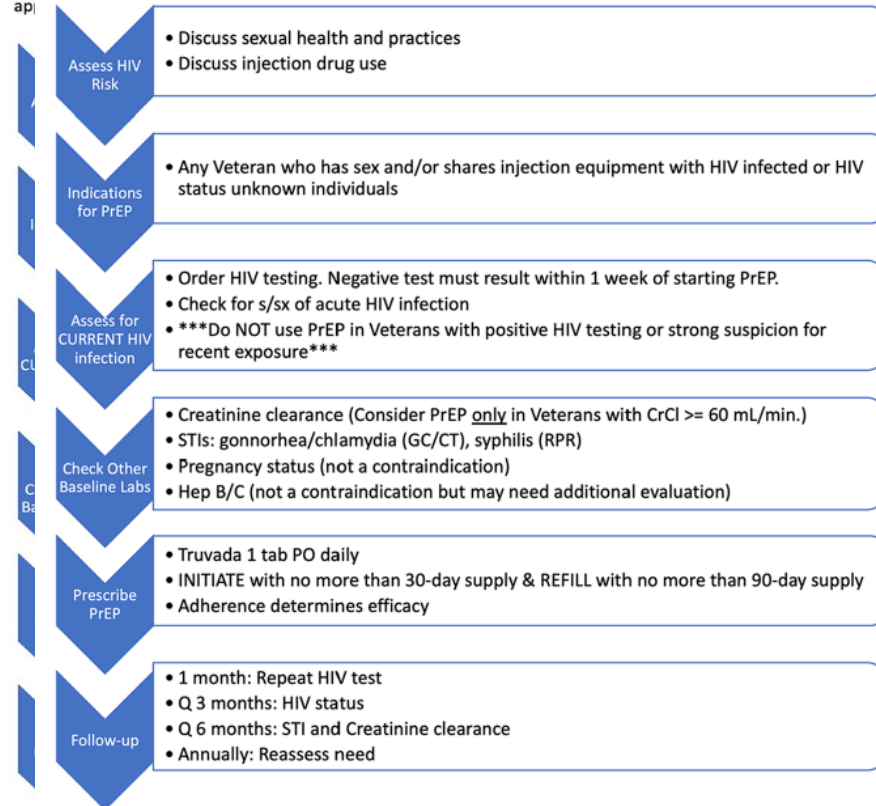 Assess HIV
Risk
• Discuss sexual health and practices
• Discuss injection drug use
Indications
for PrEP
• Any Veteran who has sex and/or shares injection equipment with HIV infected or HIV
status unknown individuals
Assess for
CURRENT HIV
infection
• Order HIV testing. Negative test must result within 1 week of starting PrEP.
• Check for s/sx of acute HIV infection
• ***Do NOT use PrEP in Veterans with positive HIV testing or strong suspicion for
recent exposure***
Check Other
Baseline Labs
• Creatinine clearance (Consider PrEP only in Veterans with CrCl >= 60 mL/min.)
• STIs: gonnorhea/chlamydia (GC/CT), syphilis (RPR)
• Pregnancy status (not a contraindication)
• Hep B/C (not a contraindication but may need additional evaluation)
Prescribe
PrEP
• Truvada 1 tab PO daily
• INITIATE with no more than 30-day supply & REFILL with no more than 90-day supply
• Adherence determines efficacy
Follow-up
• 1 month: Repeat HIV test
• Q 3 months: HIV status
• Q 6 months: STI and Creatinine clearance
• Annually: Reassess need